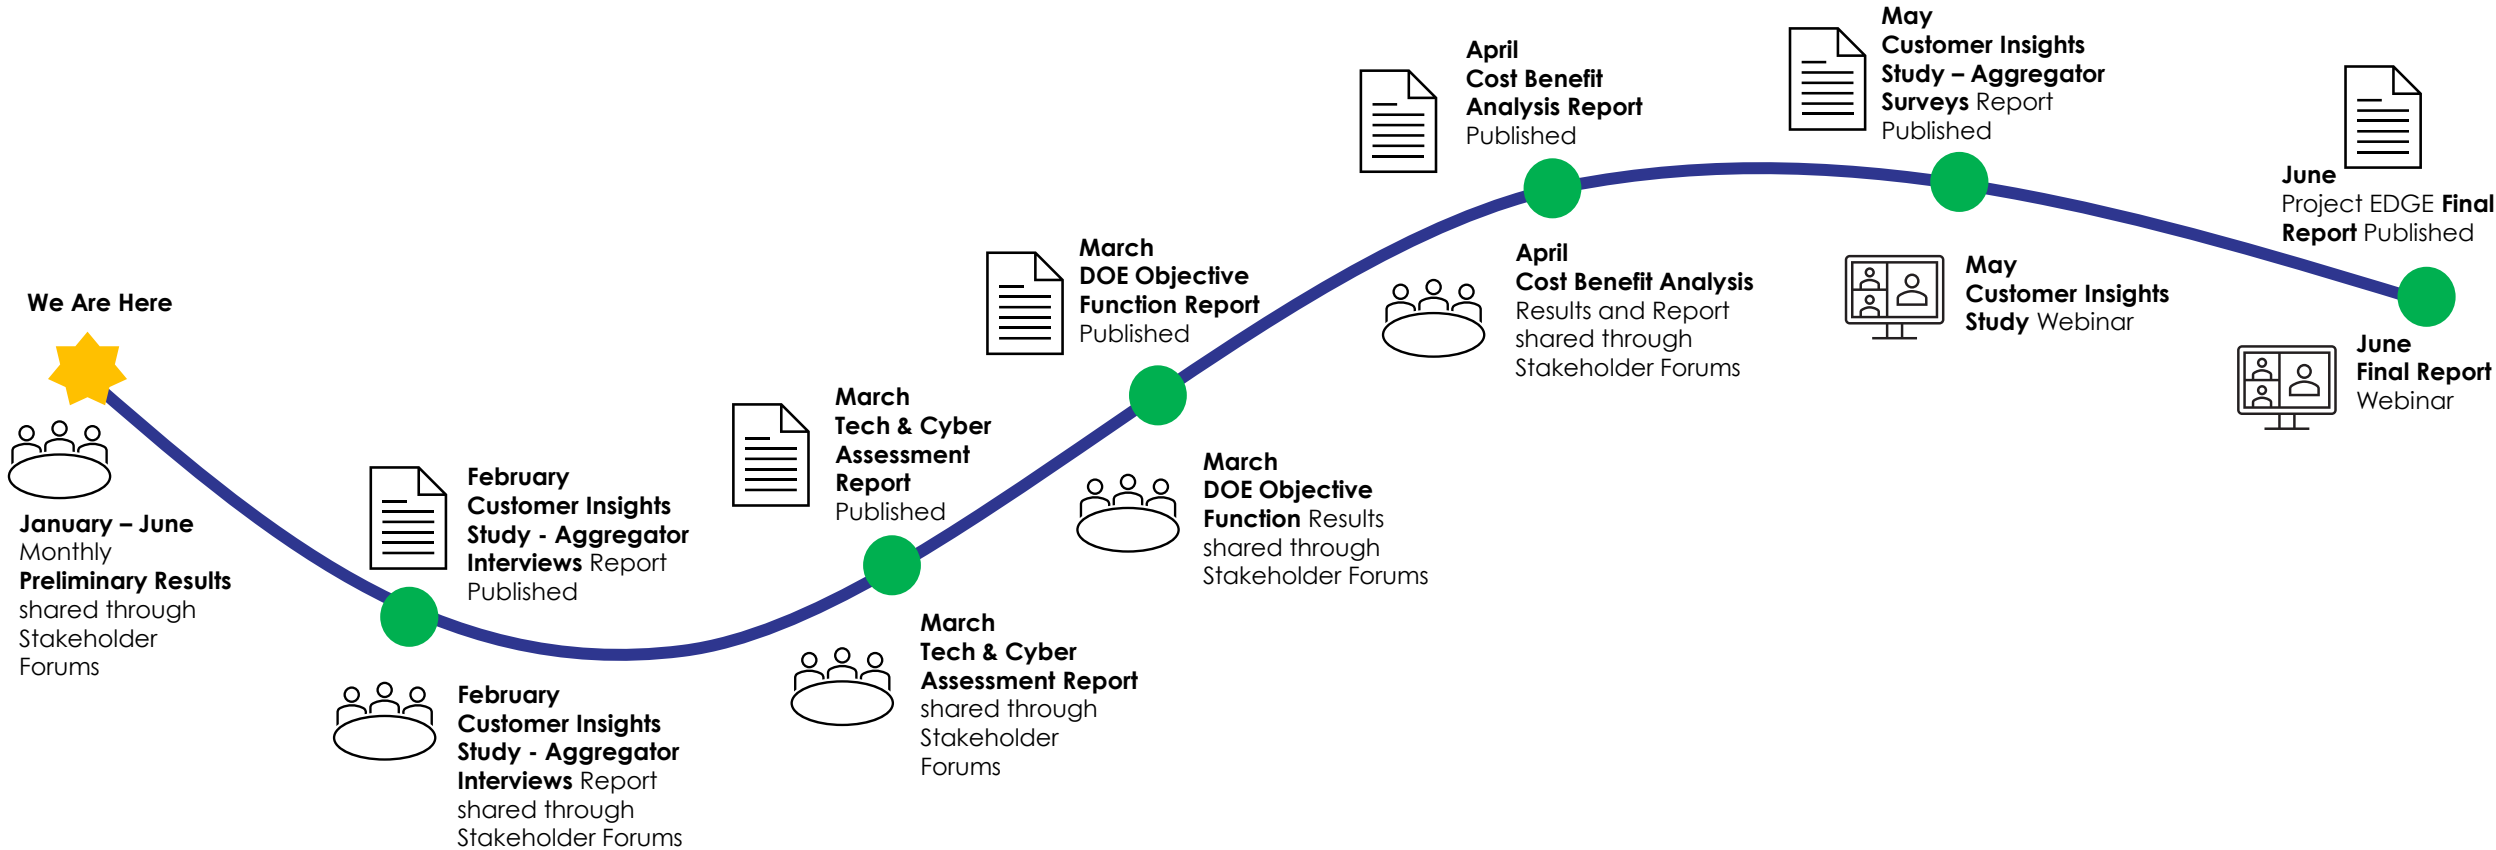 We Are Here
January – June
Monthly
Preliminary Results
shared through
Stakeholder
Forums
February
Customer Insights
Study - Aggregator
Interviews Report
Published
February
Customer Insights
Study - Aggregator
Interviews Report
shared through
Stakeholder Forums
March
Tech & Cyber
Assessment
Report
Published
March
Tech & Cyber
Assessment Report
shared through
Stakeholder
Forums
March
DOE Objective
Function Report
Published
March
DOE Objective
Function Results
shared through
Stakeholder Forums
April
Cost Benefit
Analysis Report
Published
April
Cost Benefit Analysis
Results and Report
shared through
Stakeholder Forums
May
Customer Insights
Study – Aggregator
Surveys Report
Published
May
Customer Insights
Study Webinar
June
Project EDGE Final
Report Published
June
Final Report
Webinar